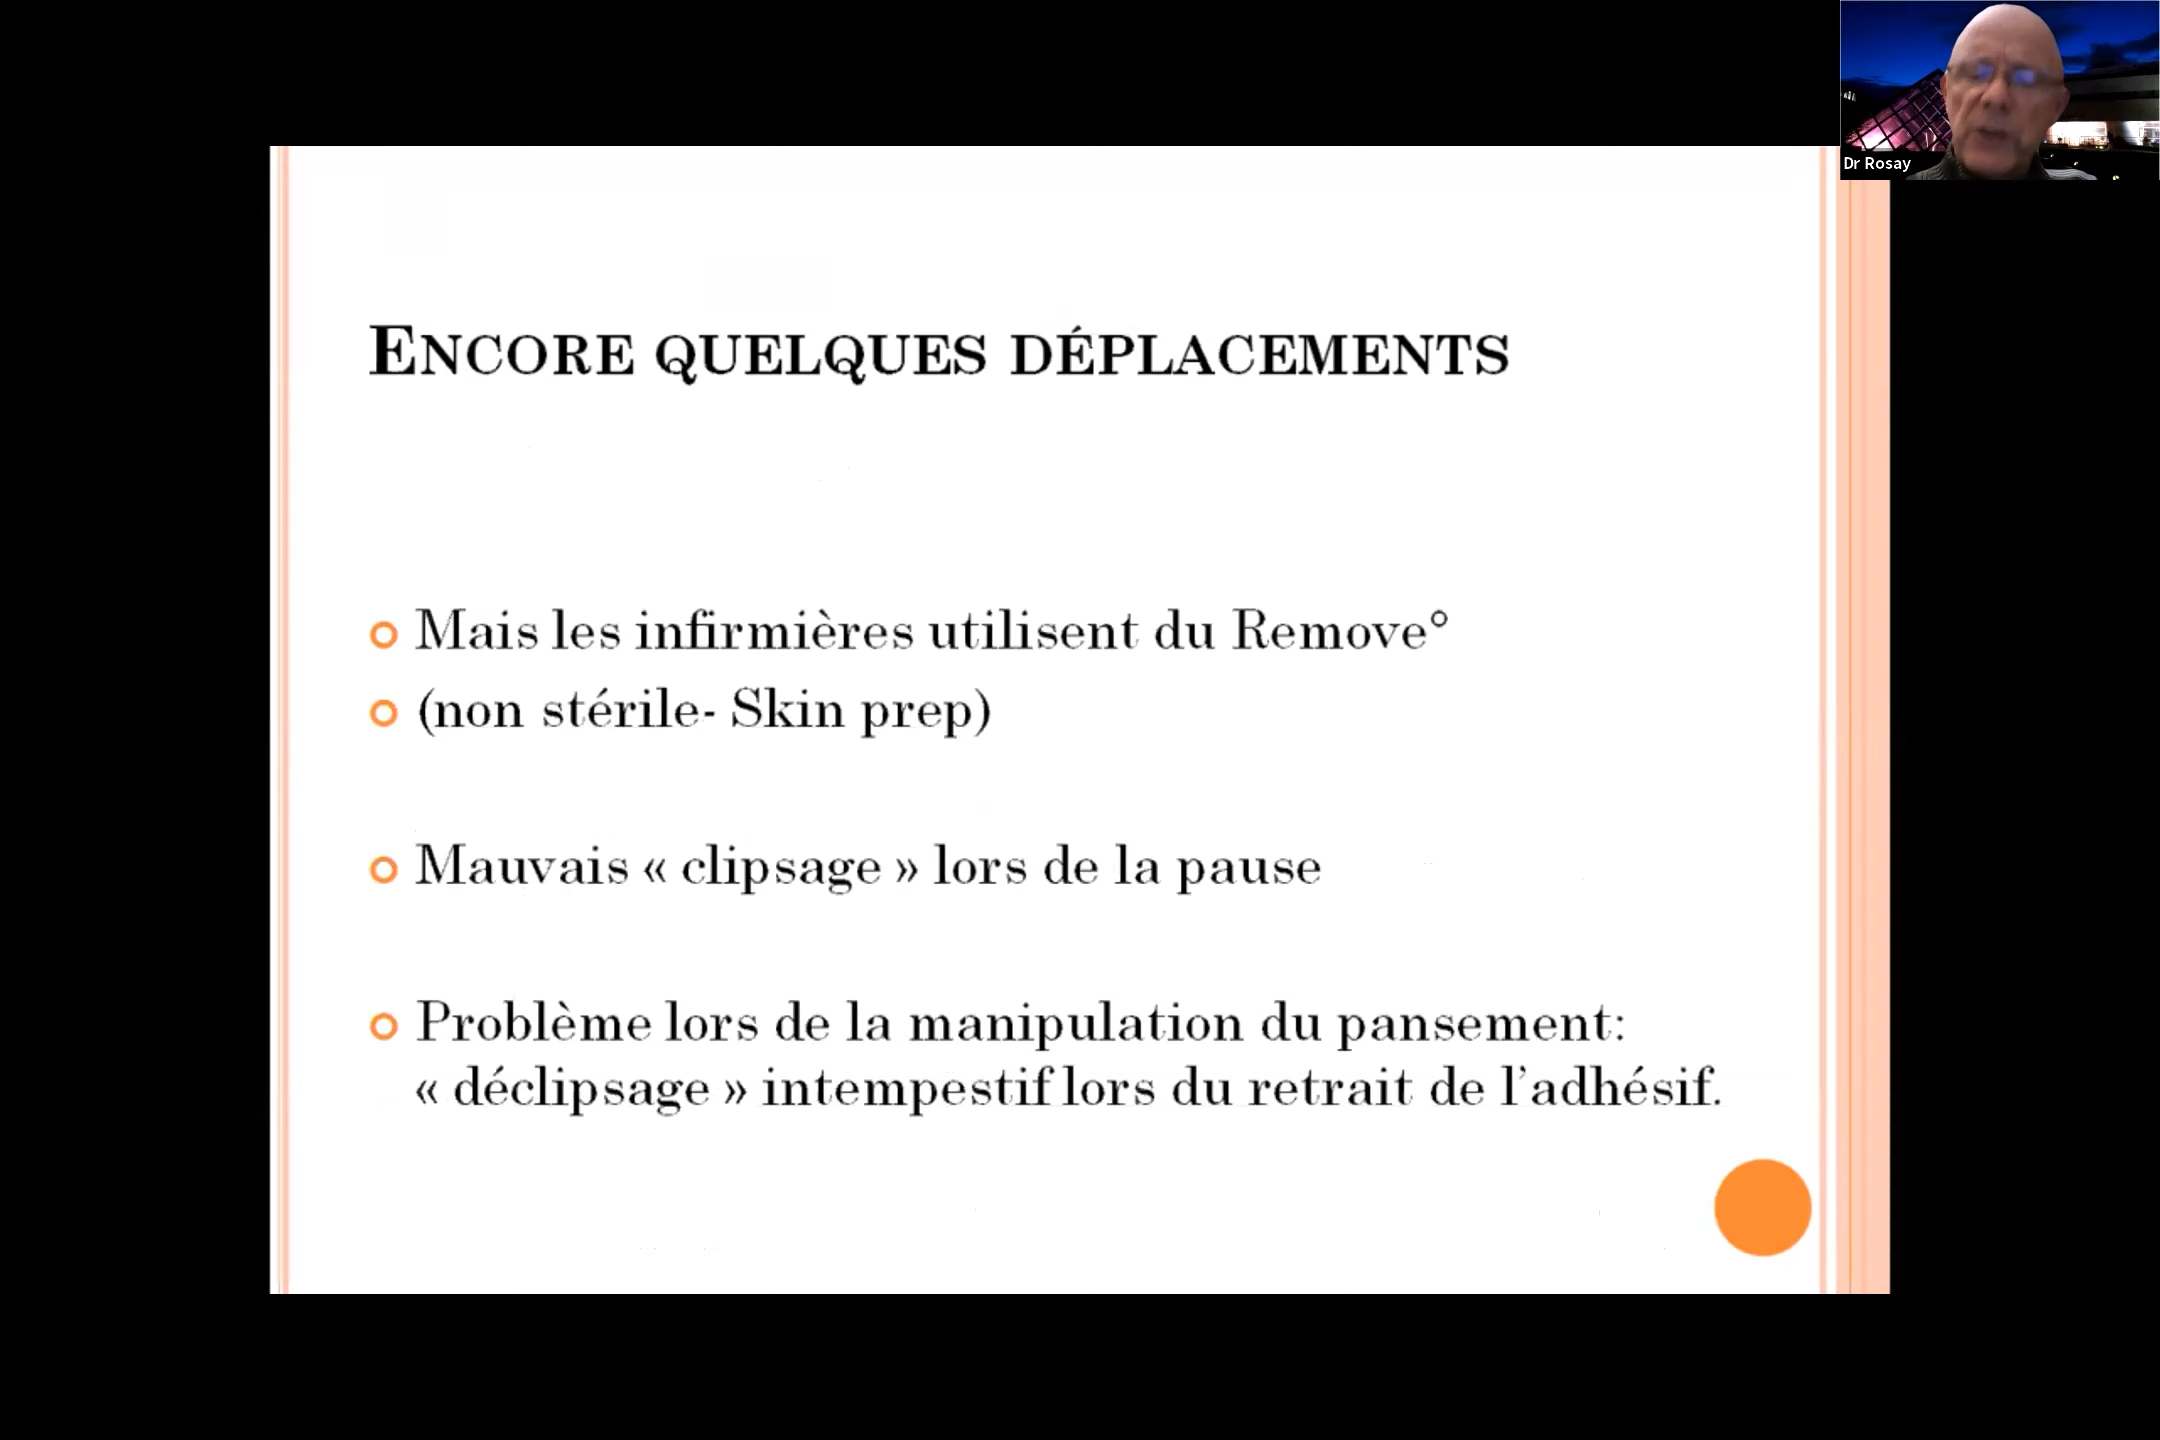 Dr Rosay
ENCORE QUELQUES DÉPLACEMENTS
Mais les infirmières utilisent du Remove°
(non stérile- Skin prep)
Mauvais « clipsage » lors de la pause
Problème lors de la manipulation du pansement:
« déclipsage » intempestif lors du retrait de l'adhésif.